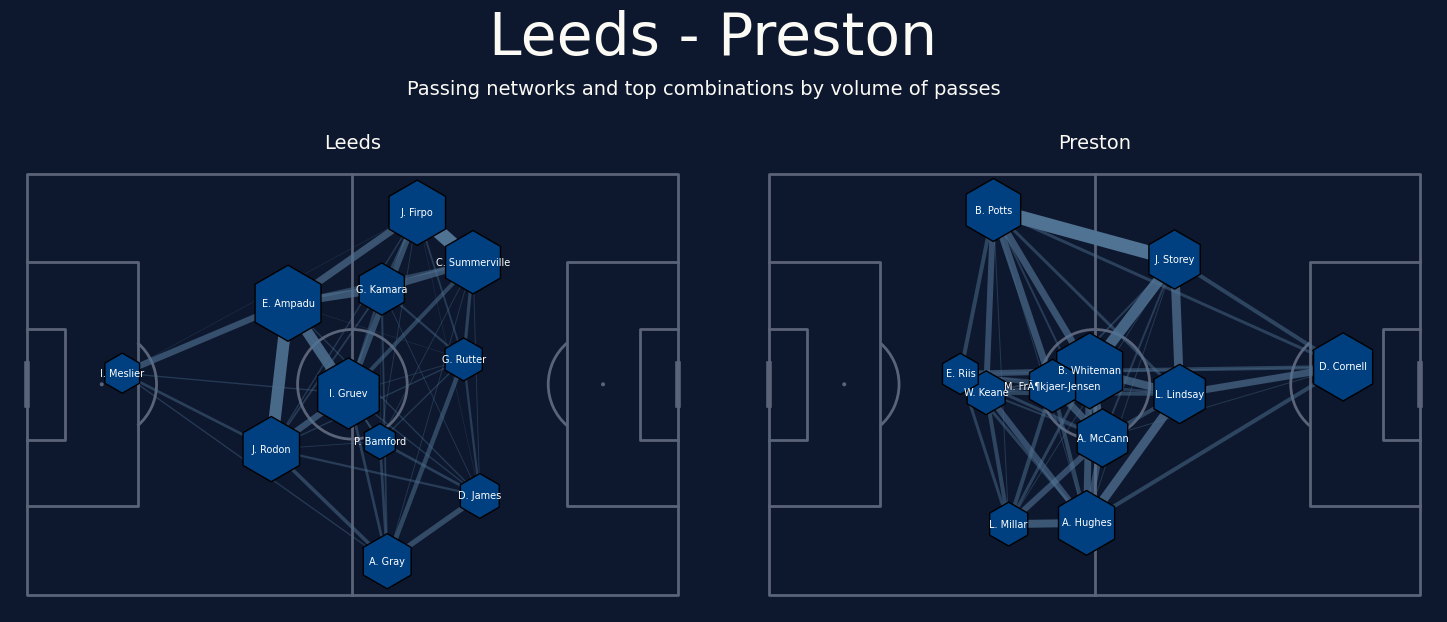 Leeds - Preston
Passing networks and top combinations by volume of passes
Leeds
J. Firpo
C. Summerville
G. Kamara
E. Ampadu
G. Rutter
I. Meslier
I. Gruev
P. Bamford
J. Rodon
D. James
A. Gray
Preston
B. Potts
J. Storey
D. Cornell
B. Whiteman
E. Riis
M. FrÃ¶kjaer-Jensen
W. Keane
L. Lindsay
A. McCann
A. Hughes
L. Millar